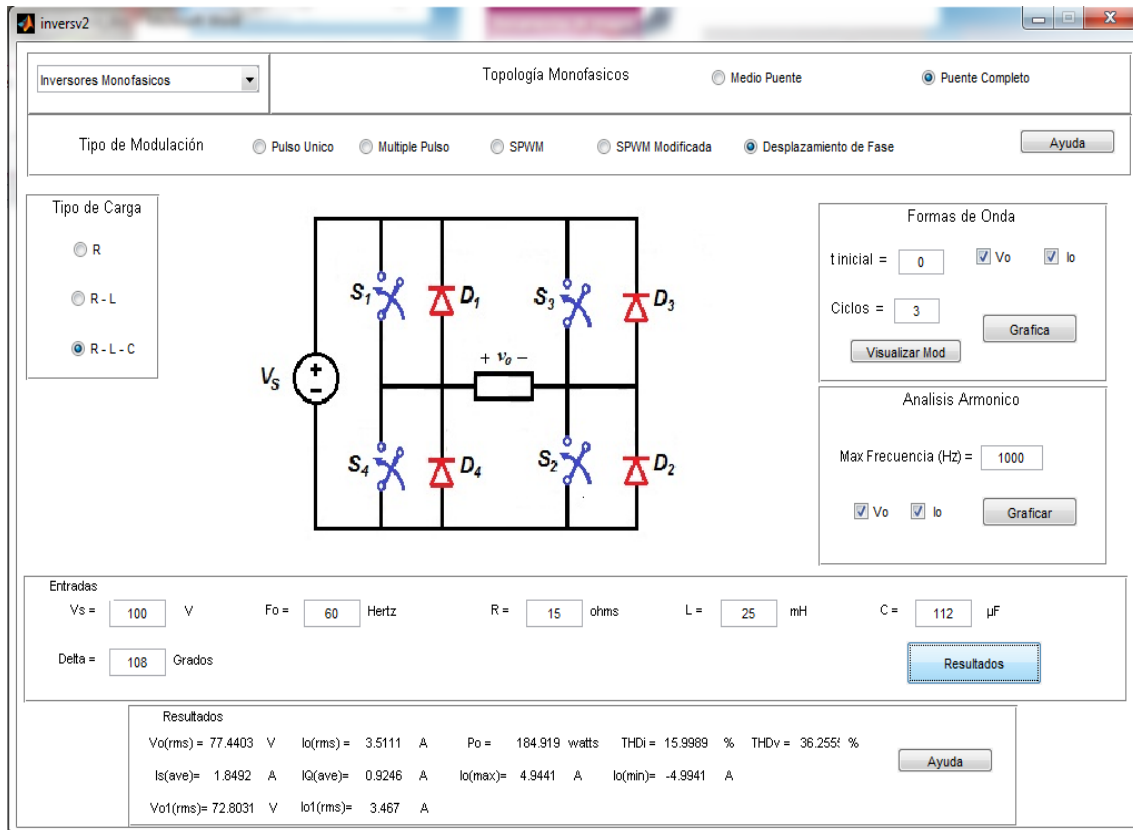 inversv2
Inversores Monofasicos
Topología Monofasicos
Medio Puente
Puente Completo
Tipo de Modulación
Pulso Unico
Multiple Pulso
SPWM
SPWM Modificada
Desplazamiento de Fase
Ayuda
Tipo de Carga
R
R - L
R - L - C
S1 D1 S3 D3
+ vo −
VS + −
S4 D4 S2 D2
Formas de Onda
t inicial = 0 Vo Io
Ciclos = 3
Grafica
Visualizar Mod
Analisis Armonico
Max Frecuencia (Hz) = 1000
Vo Io Graficar
Entradas
Vs = 100 V Fo = 60 Hertz R = 15 ohms L = 25 mH C = 112 µF
Delta = 108 Grados
Resultados
Resultados
Vo(rms) = 77.4403 V Io(rms) = 3.5111 A Po = 184.919 watts THDi = 15.9989 % THDv = 36.255 %
Is(ave)= 1.8492 A IQ(ave)= 0.9246 A Io(max)= 4.9441 A Io(min)= -4.9941 A
Ayuda
Vo1(rms)= 72.8031 V Io1(rms)= 3.467 A